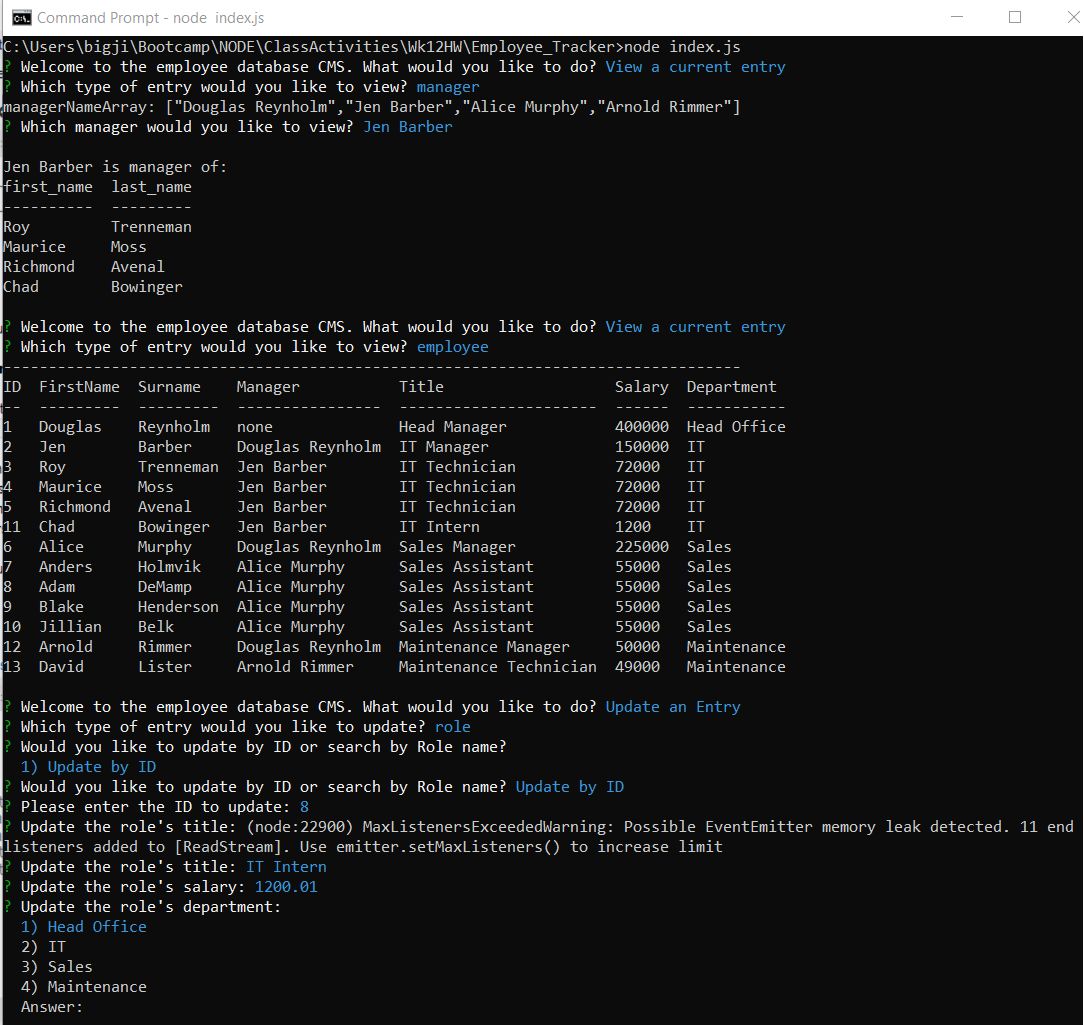 Command Prompt - node  index.js
C:\Users\bigji\Bootcamp\NODE\ClassActivities\Wk12HW\Employee_Tracker>node index.js
? Welcome to the employee database CMS. What would you like to do? View a current entry
? Which type of entry would you like to view? manager
managerNameArray: ["Douglas Reynholm","Jen Barber","Alice Murphy","Arnold Rimmer"]
? Which manager would you like to view? Jen Barber

Jen Barber is manager of:
first_name  last_name
----------  ---------
Roy         Trenneman
Maurice     Moss
Richmond    Avenal
Chad        Bowinger

? Welcome to the employee database CMS. What would you like to do? View a current entry
? Which type of entry would you like to view? employee
----------------------------------------------------------------------------------
ID  FirstName  Surname    Manager           Title                   Salary  Department
--  ---------  ---------  ----------------  ----------------------  ------  -----------
1   Douglas    Reynholm   none              Head Manager            400000  Head Office
2   Jen        Barber     Douglas Reynholm  IT Manager              150000  IT
3   Roy        Trenneman  Jen Barber        IT Technician           72000   IT
4   Maurice    Moss       Jen Barber        IT Technician           72000   IT
5   Richmond   Avenal     Jen Barber        IT Technician           72000   IT
11  Chad       Bowinger   Jen Barber        IT Intern               1200    IT
6   Alice      Murphy     Douglas Reynholm  Sales Manager           225000  Sales
7   Anders     Holmvik    Alice Murphy      Sales Assistant         55000   Sales
8   Adam       DeMamp     Alice Murphy      Sales Assistant         55000   Sales
9   Blake      Henderson  Alice Murphy      Sales Assistant         55000   Sales
10  Jillian    Belk       Alice Murphy      Sales Assistant         55000   Sales
12  Arnold     Rimmer     Douglas Reynholm  Maintenance Manager     50000   Maintenance
13  David      Lister     Arnold Rimmer     Maintenance Technician  49000   Maintenance

? Welcome to the employee database CMS. What would you like to do? Update an Entry
? Which type of entry would you like to update? role
? Would you like to update by ID or search by Role name?
  1) Update by ID
? Would you like to update by ID or search by Role name? Update by ID
? Please enter the ID to update: 8
? Update the role's title: (node:22900) MaxListenersExceededWarning: Possible EventEmitter memory leak detected. 11 end
listeners added to [ReadStream]. Use emitter.setMaxListeners() to increase limit
? Update the role's title: IT Intern
? Update the role's salary: 1200.01
? Update the role's department:
  1) Head Office
  2) IT
  3) Sales
  4) Maintenance
  Answer: